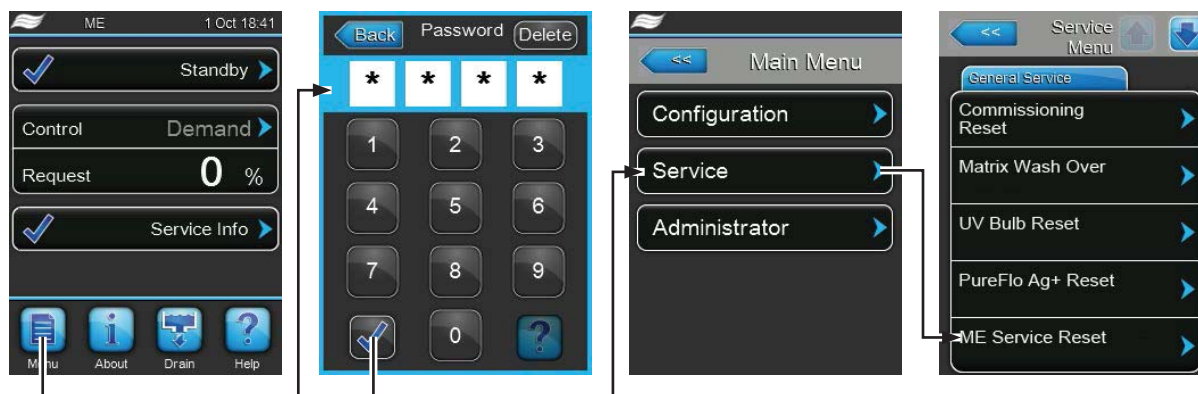 ME 1 Oct 18:41
Standby
Control Demand
Request 0 %
Service Info
Menu About Drain Help
Back Password Delete
* * * *
1 2 3
4 5 6
7 8 9
0 ?
<< Main Menu
Configuration
Service
Administrator
<< Service
Menu
General Service
Commissioning
Reset
Matrix Wash Over
UV Bulb Reset
PureFlo Ag+ Reset
ME Service Reset